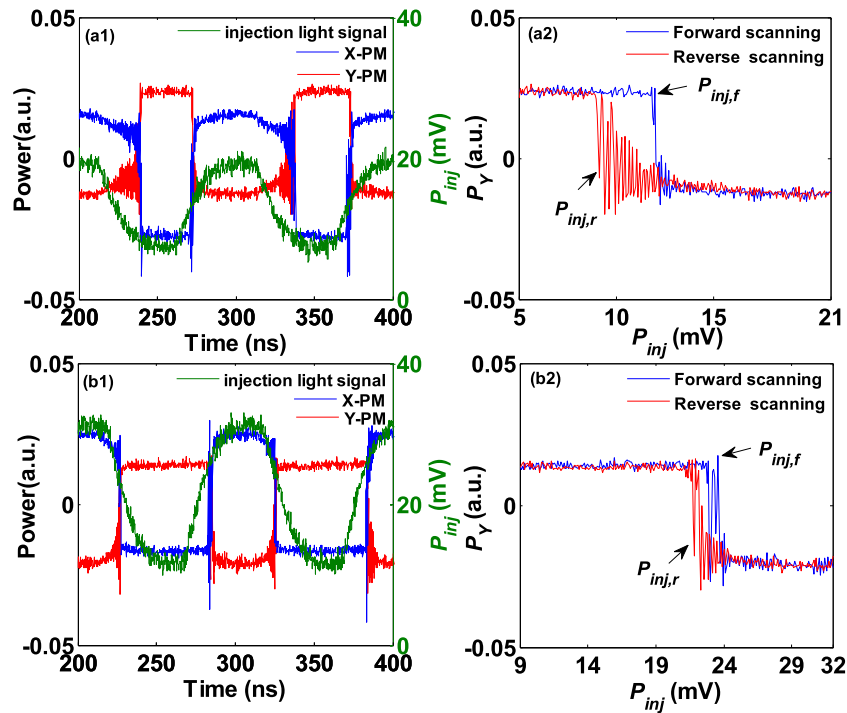 0.05
(a1)
injection light signal
X-PM
Y-PM
40
20
0
0
-0.05
Power(a.u.)
P_inj (mV)
200 250 300 350 400
Time (ns)
(a2)
Forward scanning
Reverse scanning
P_inj,f
P_inj,r
0.05
0
-0.05
P_Y (a.u.)
5 10 15 21
P_inj (mV)
0.05
(b1)
injection light signal
X-PM
Y-PM
40
20
0
0
-0.05
Power(a.u.)
P_inj (mV)
200 250 300 350 400
Time (ns)
(b2)
Forward scanning
Reverse scanning
P_inj,f
P_inj,r
0.05
0
-0.05
P_Y (a.u.)
9 14 19 24 29 32
P_inj (mV)